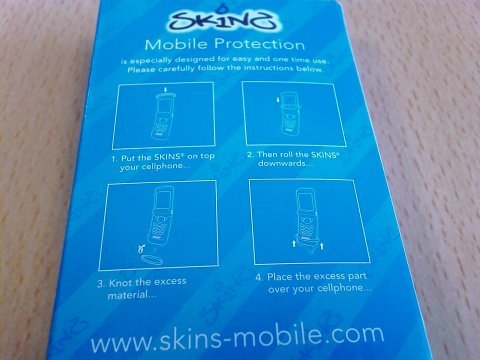 SKINS
Mobile Protection
is especially designed for easy and one time use.
Please carefully follow the instructions below.
1. Put the SKINS® on top
your cellphone...
2. Then roll the SKINS®
downwards...
3. Knot the excess
material...
4. Place the excess part
over your cellphone...
www.skins-mobile.com